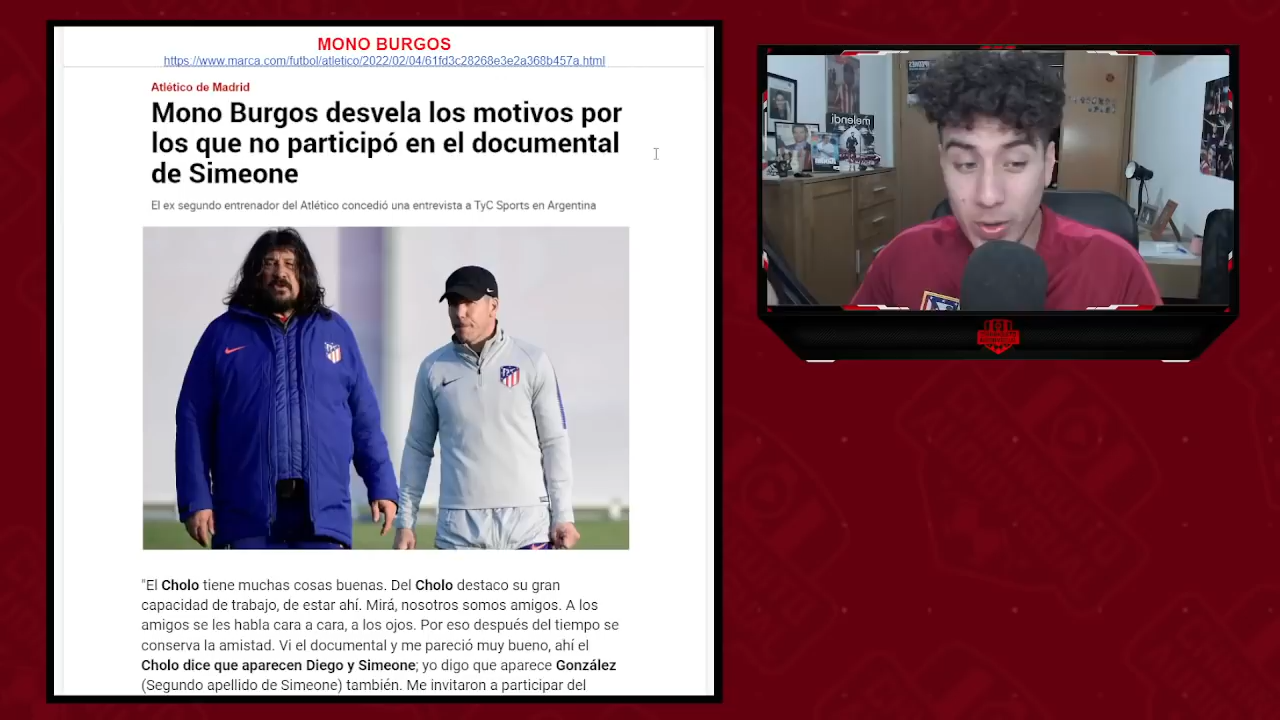 MONO BURGOS
https://www.marca.com/futbol/atletico/2022/02/04/61fd3c28268e3e2a368b457a.html
Atlético de Madrid
Mono Burgos desvela los motivos por
los que no participó en el documental
de Simeone
El ex segundo entrenador del Atlético concedió una entrevista a TyC Sports en Argentina
"El Cholo tiene muchas cosas buenas. Del Cholo destaco su gran
capacidad de trabajo, de estar ahí. Mirá, nosotros somos amigos. A los
amigos se les habla cara a cara, a los ojos. Por eso después del tiempo se
conserva la amistad. Vi el documental y me pareció muy bueno, ahí el
Cholo dice que aparecen Diego y Simeone; yo digo que aparece González
(Segundo apellido de Simeone) también. Me invitaron a participar del
melendi